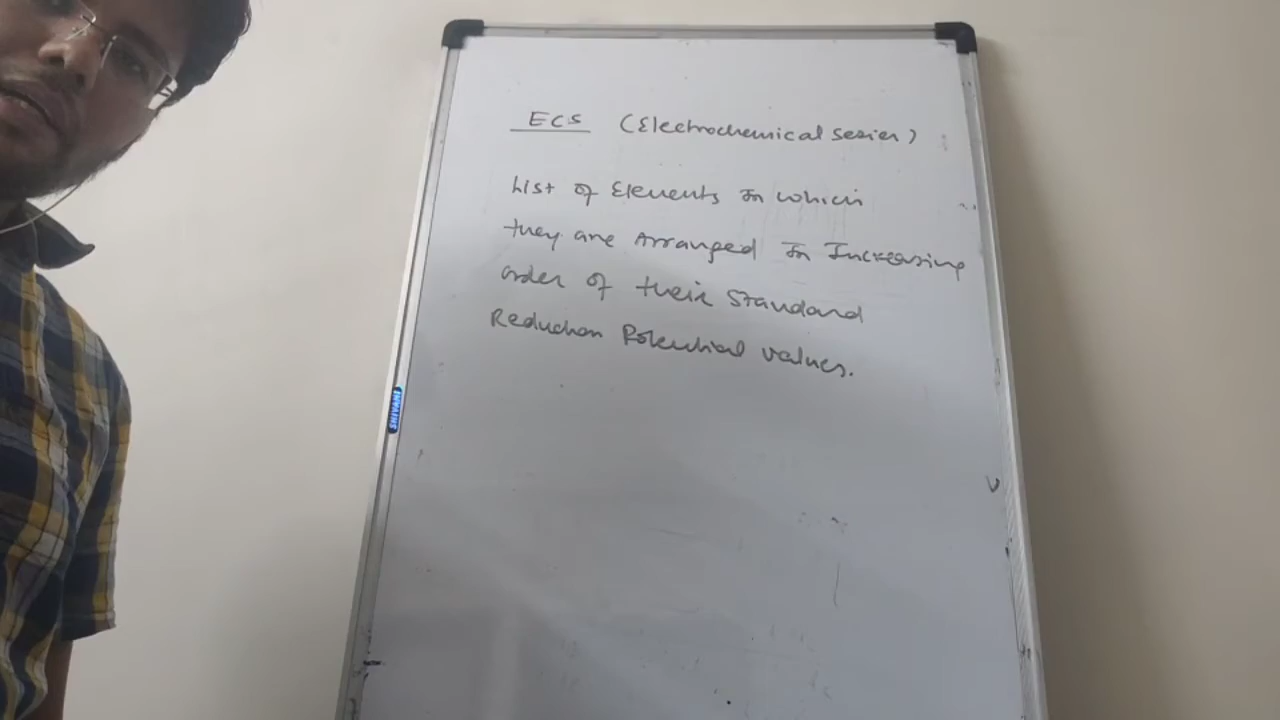 ECS (Electrochemical series)
List of Elements In which
they are Arranged In Increasing
order of their Standard
Reduction Potential values.
SHIVANI